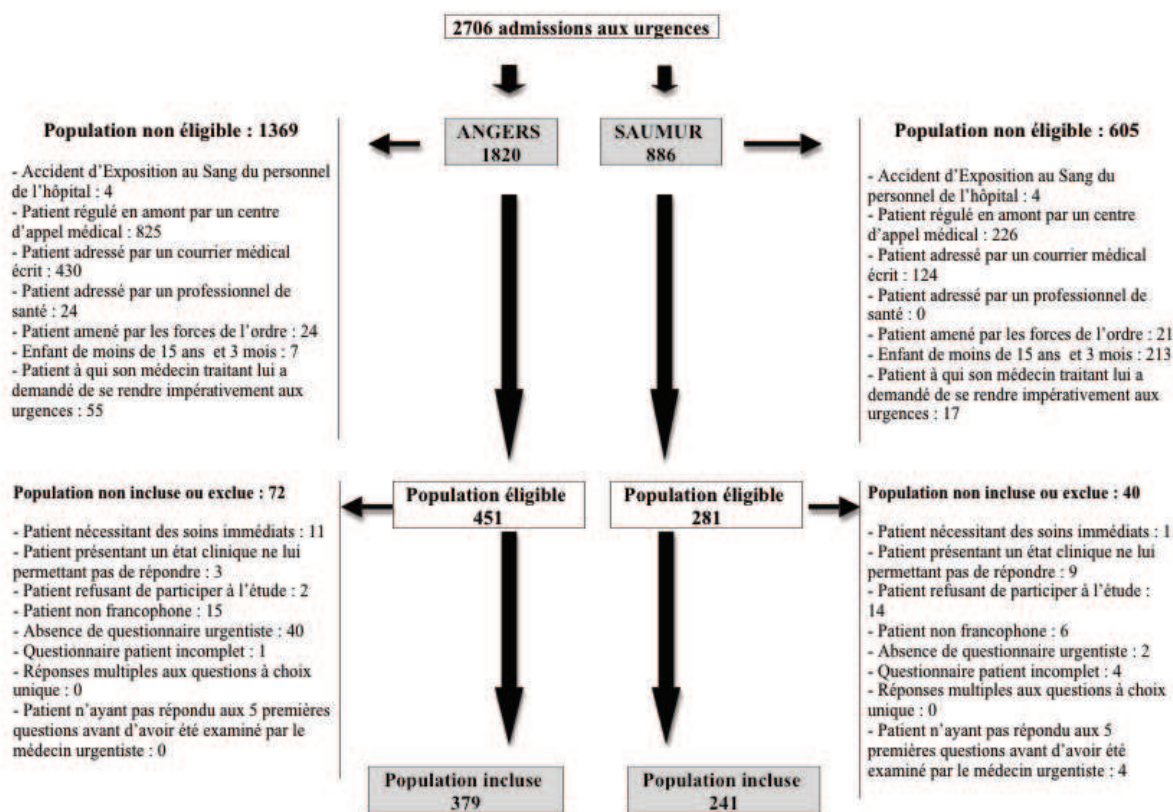 2706 admissions aux urgences
ANGERS
1820
SAUMUR
886
Population non éligible : 1369
- Accident d'Exposition au Sang du personnel
de l'hôpital : 4
- Patient régulé en amont par un centre
d'appel médical : 825
- Patient adressé par un courrier médical
écrit : 430
- Patient adressé par un professionnel de
santé : 24
- Patient amené par les forces de l'ordre : 24
- Enfant de moins de 15 ans et 3 mois : 7
- Patient à qui son médecin traitant lui a
demandé de se rendre impérativement aux
urgences : 55
Population non éligible : 605
- Accident d'Exposition au Sang du
personnel de l'hôpital : 4
- Patient régulé en amont par un centre
d'appel médical : 226
- Patient adressé par un courrier médical
écrit : 124
- Patient adressé par un professionnel de
santé : 0
- Patient amené par les forces de l'ordre : 21
- Enfant de moins de 15 ans et 3 mois : 213
- Patient à qui son médecin traitant lui a
demandé de se rendre impérativement aux
urgences : 17
Population éligible
451
Population éligible
281
Population non incluse ou exclue : 72
- Patient nécessitant des soins immédiats : 11
- Patient présentant un état clinique ne lui
permettant pas de répondre : 3
- Patient refusant de participer à l'étude : 2
- Patient non francophone : 15
- Absence de questionnaire urgentiste : 40
- Questionnaire patient incomplet : 1
- Réponses multiples aux questions à choix
unique : 0
- Patient n'ayant pas répondu aux 5 premières
questions avant d'avoir été examiné par le
médecin urgentiste : 0
Population non incluse ou exclue : 40
- Patient nécessitant des soins immédiats : 1
- Patient présentant un état clinique ne lui
permettant pas de répondre : 9
- Patient refusant de participer à l'étude :
14
- Patient non francophone : 6
- Absence de questionnaire urgentiste : 2
- Questionnaire patient incomplet : 4
- Réponses multiples aux questions à choix
unique : 0
- Patient n'ayant pas répondu aux 5
premières questions avant d'avoir été
examiné par le médecin urgentiste : 4
Population incluse
379
Population incluse
241